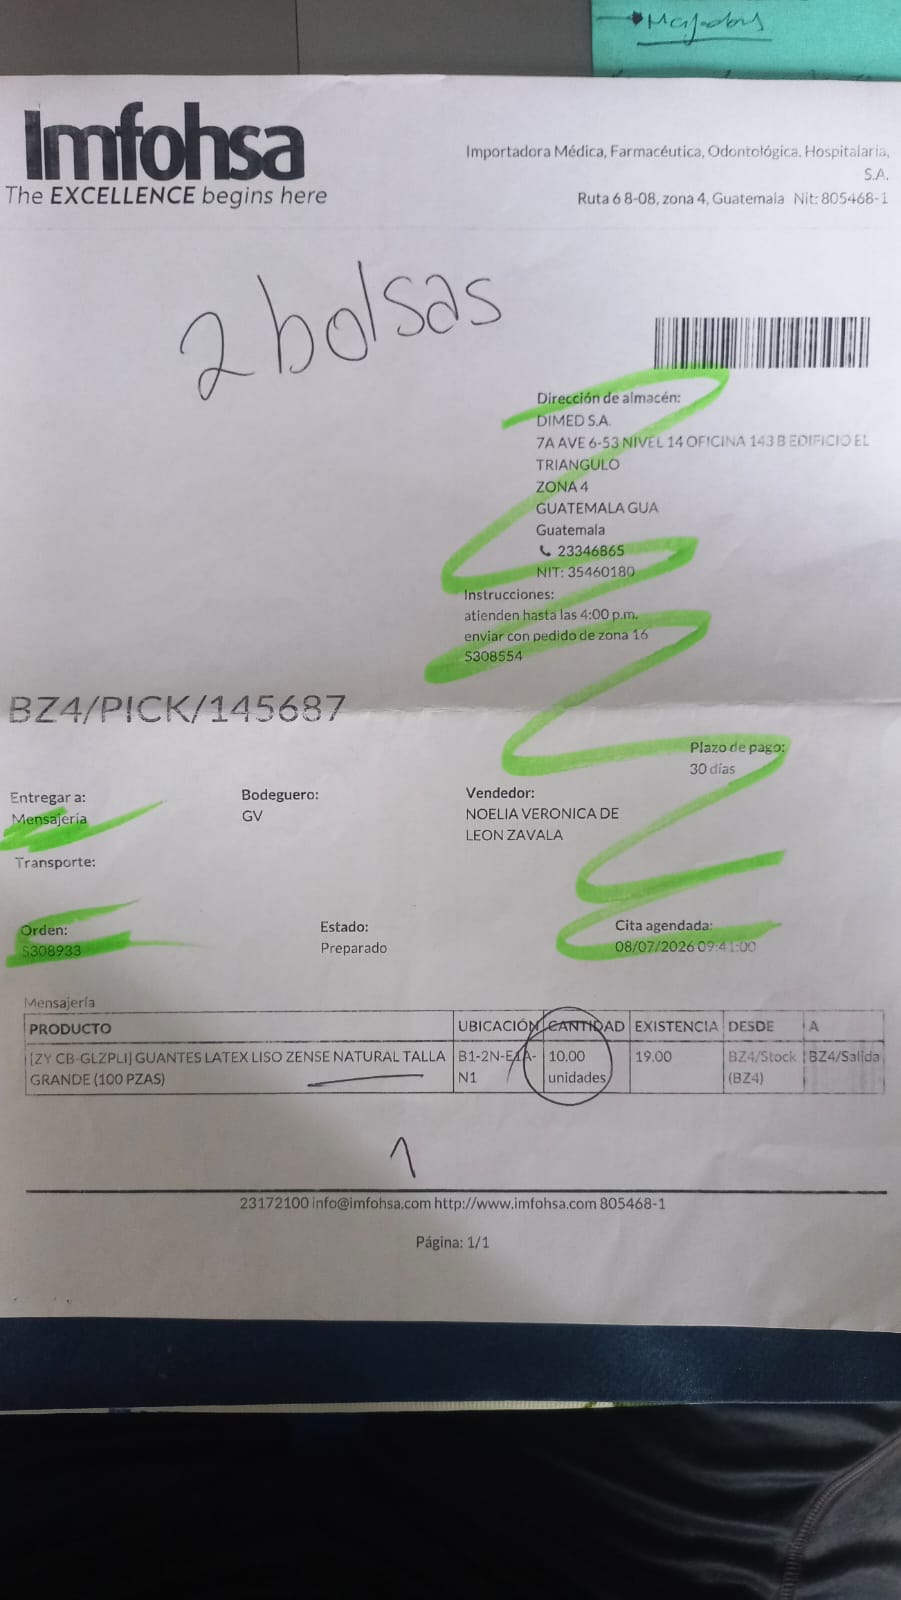 Imfohsa
The EXCELLENCE begins here
Importadora Médica, Farmacéutica, Odontológica, Hospitalaria,
S.A.
Ruta 6 8-08, zona 4, Guatemala Nit: 805468-1
2 bolsas
Dirección de almacén:
DIMED S.A.
7A AVE 6-53 NIVEL 14 OFICINA 143 B EDIFICIO EL
TRIANGULO
ZONA 4
GUATEMALA GUA
Guatemala
23346865
NIT: 35460180
Instrucciones:
atienden hasta las 4:00 p.m.
enviar con pedido de zona 16
S308554
BZ4/PICK/145687
Plazo de pago:
30 días
Entregar a:
Mensajería
Bodeguero:
GV
Vendedor:
NOELIA VERONICA DE
LEON ZAVALA
Transporte:
Orden:
S308933
Estado:
Preparado
Cita agendada:
08/07/2026 09:41:00
Mensajería
PRODUCTO UBICACIÓN CANTIDAD EXISTENCIA DESDE A
[ZY CB-GLZPLI] GUANTES LATEX LISO ZENSE NATURAL TALLA B1-2N-E1A- 10.00 19.00 BZ4/Stock BZ4/Salida
GRANDE (100 PZAS) N1 unidades (BZ4)
1
23172100 info@imfohsa.com http://www.imfohsa.com 805468-1
Página: 1/1